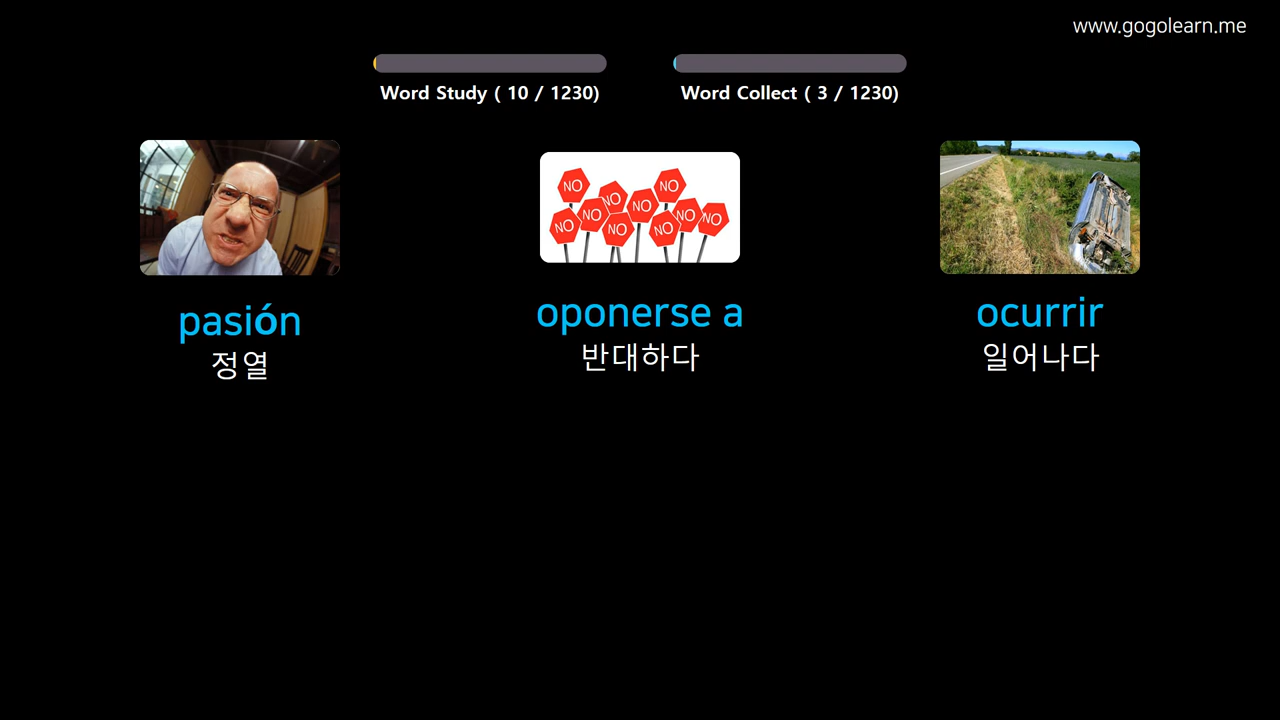 www.gogolearn.me
Word Study ( 10 / 1230)
Word Collect ( 3 / 1230)
NO NO NO NO NO NO NO NO NO NO
pasión
정열
oponerse a
반대하다
ocurrir
일어나다